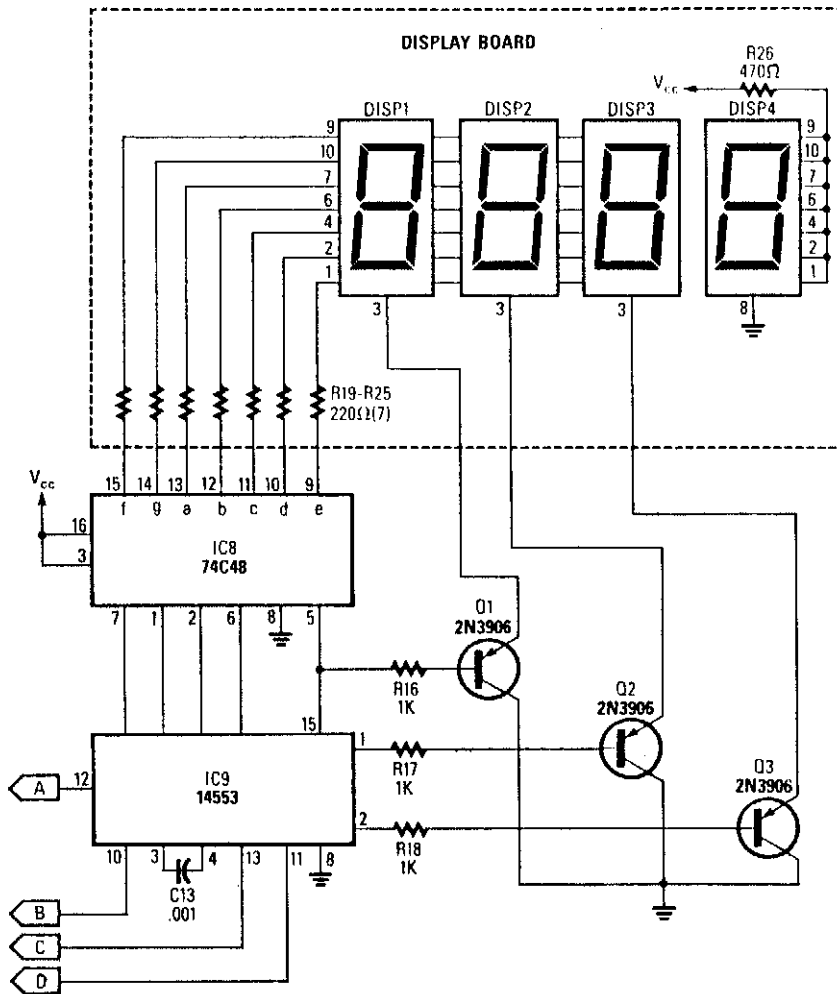 DISPLAY BOARD
R26
470Ω
Vcc
DISP1 DISP2 DISP3 DISP4
9 9
10 10
7 7
6 6
4 4
2 2
1 1
3 3 3 8
R19-R25
220Ω(7)
Vcc
15 14 13 12 11 10 9
f g a b c d e
16
3
IC8
74C48
7 1 2 6 8 5
Q1
2N3906
R16
1K
Q2
2N3906
15
1
R17
1K
Q3
2N3906
A
12
IC9
14553
2
R18
1K
10 3 4 13 11 8
C13
.001
B
C
D